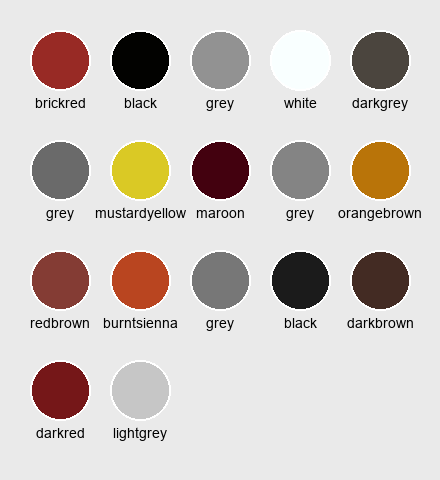 brickred black grey white darkgrey
grey mustardyellow maroon grey orangebrown
redbrown burntsienna grey black darkbrown
darkred lightgrey